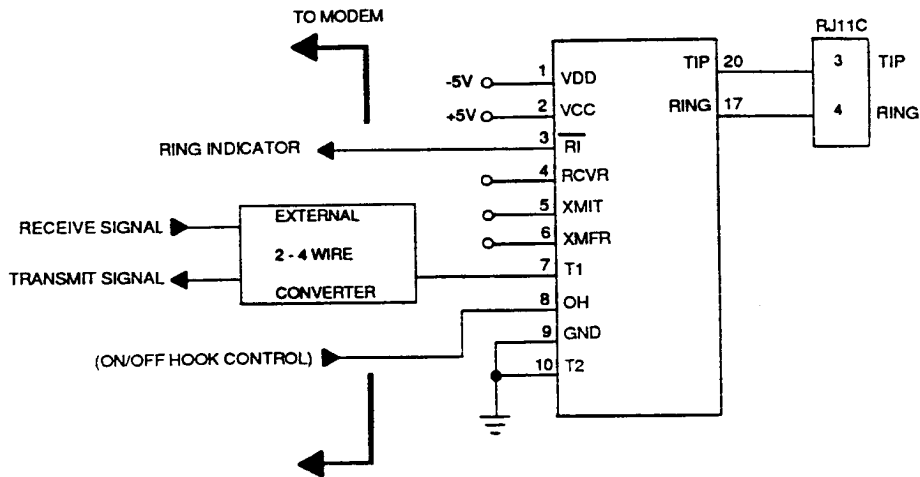 TO MODEM
RJ11C
TIP 20 3 TIP
-5V 1 VDD
RING 17 4 RING
+5V 2 VCC
RING INDICATOR 3 RI
4 RCVR
5 XMIT
RECEIVE SIGNAL
EXTERNAL
6 XMFR
2 - 4 WIRE
TRANSMIT SIGNAL
7 T1
CONVERTER
8 OH
9 GND
(ON/OFF HOOK CONTROL)
10 T2